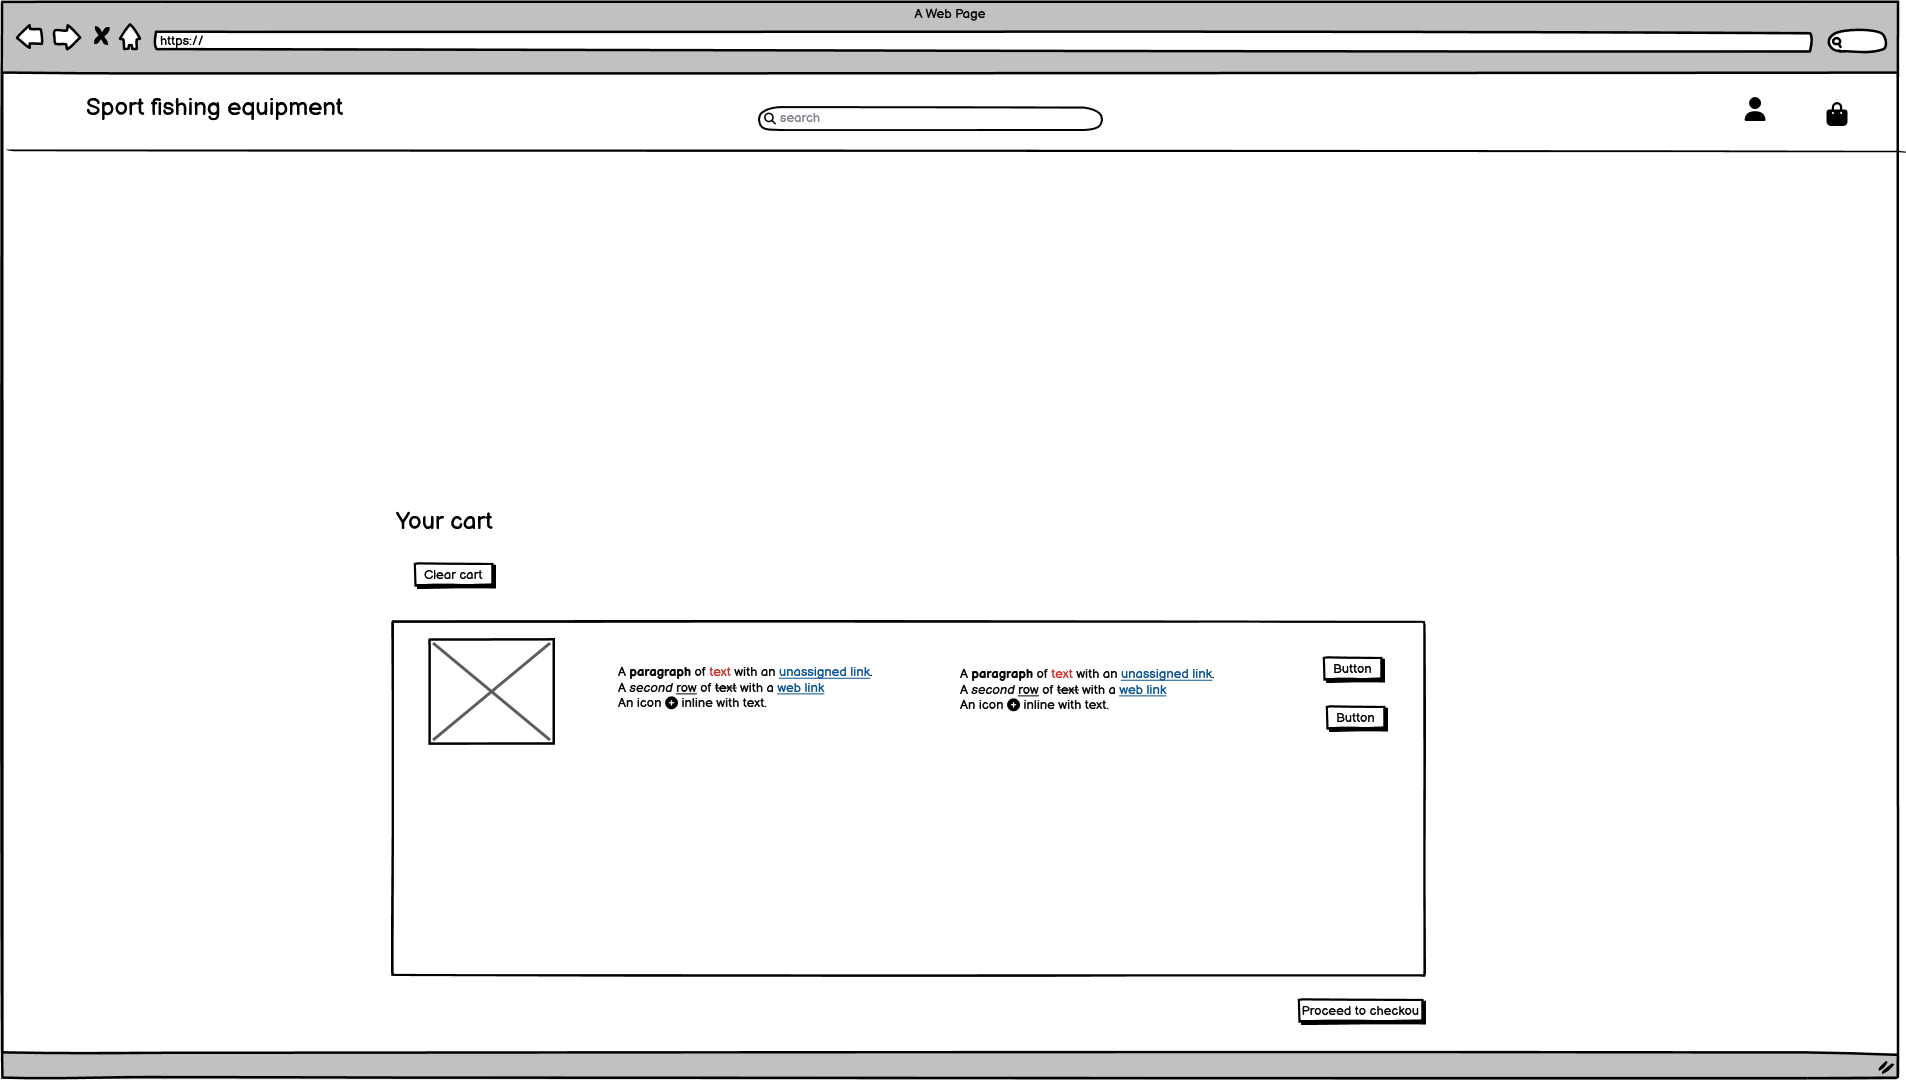 A Web Page
https://
Sport fishing equipment
search
Your cart
Clear cart
A paragraph of text with an unassigned link.
A second row of text with a web link
An icon inline with text.
A paragraph of text with an unassigned link.
A second row of text with a web link
An icon inline with text.
Button
Button
Proceed to checkou